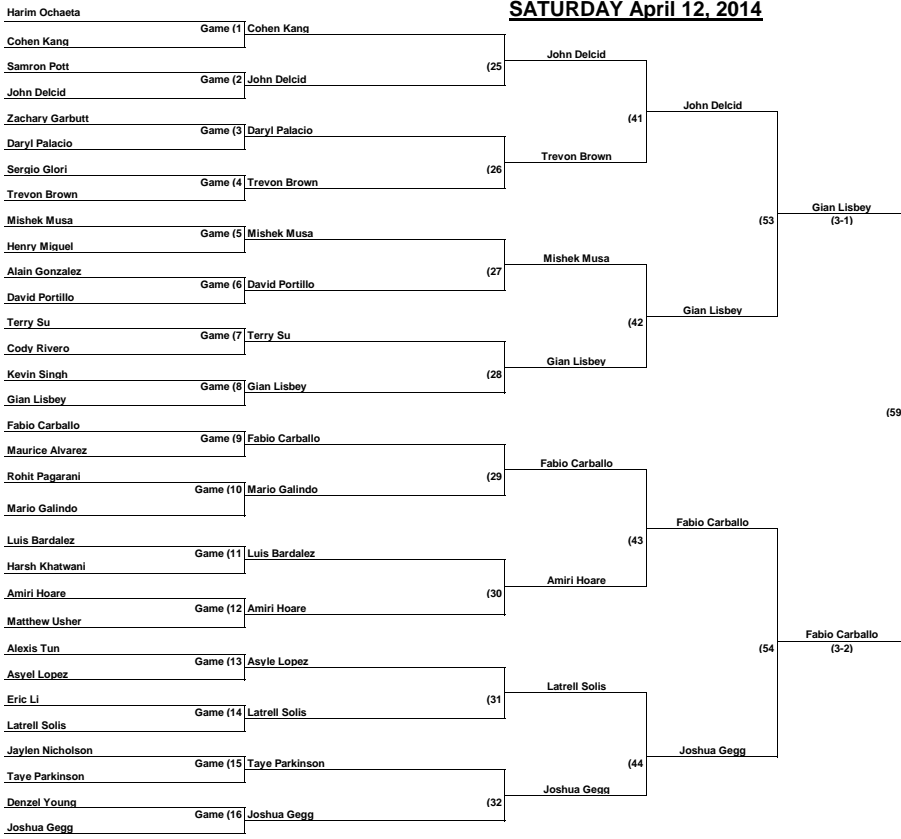 SATURDAY April 12, 2014
Harim Ochaeta
Game (1 Cohen Kang
Cohen Kang
John Delcid
Samron Pott
(25
Game (2 John Delcid
John Delcid
John Delcid
Zachary Garbutt
(41
Game (3 Daryl Palacio
Daryl Palacio
Trevon Brown
Sergio Glori
(26
Game (4 Trevon Brown
Trevon Brown
Gian Lisbey
Mishek Musa
(53
(3-1)
Game (5 Mishek Musa
Henry Miguel
Mishek Musa
Alain Gonzalez
(27
Game (6 David Portillo
David Portillo
Gian Lisbey
Terry Su
(42
Game (7 Terry Su
Cody Rivero
Gian Lisbey
Kevin Singh
(28
Game (8 Gian Lisbey
Gian Lisbey
(59
Fabio Carballo
Game (9 Fabio Carballo
Maurice Alvarez
Fabio Carballo
Rohit Pagarani
(29
Game (10 Mario Galindo
Mario Galindo
Fabio Carballo
Luis Bardalez
(43
Game (11 Luis Bardalez
Harsh Khatwani
Amiri Hoare
Amiri Hoare
(30
Game (12 Amiri Hoare
Matthew Usher
Fabio Carballo
Alexis Tun
(54
(3-2)
Game (13 Asyle Lopez
Asyel Lopez
Latrell Solis
Eric Li
(31
Game (14 Latrell Solis
Latrell Solis
Jaylen Nicholson
Joshua Gegg
Game (15 Taye Parkinson
(44
Taye Parkinson
Joshua Gegg
Denzel Young
(32
Game (16 Joshua Gegg
Joshua Gegg